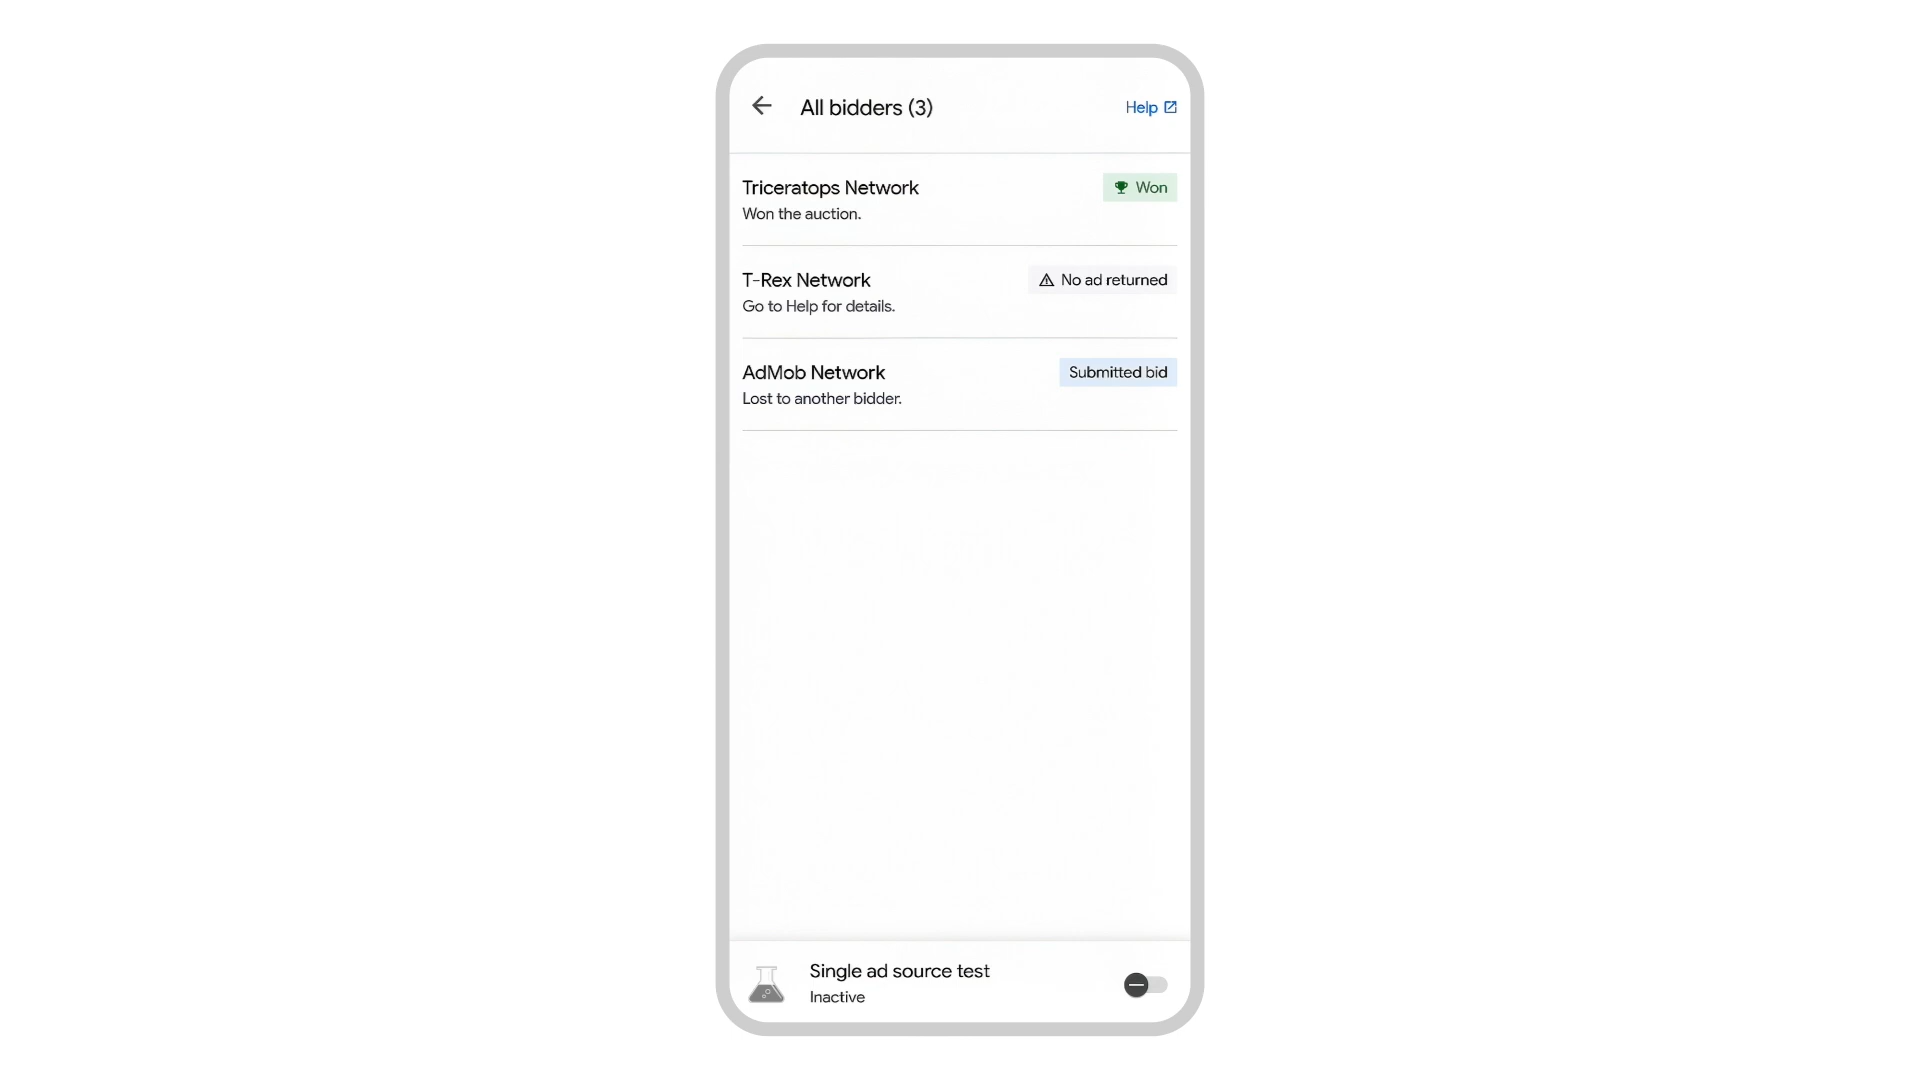 All bidders (3)
Help
Triceratops Network
Won
Won the auction.
T-Rex Network
No ad returned
Go to Help for details.
AdMob Network
Submitted bid
Lost to another bidder.
Single ad source test
Inactive